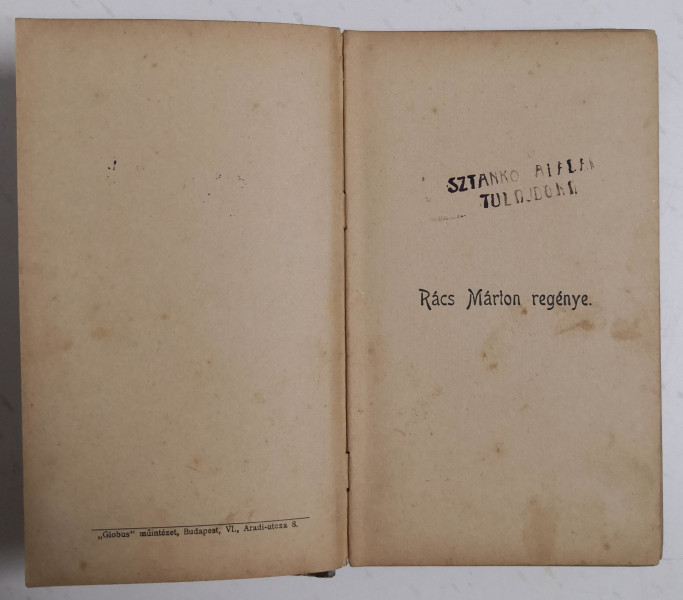 „Globus" műintézet, Budapest, VI., Aradi-utcza 8.
SZTANKO
TULAJDONA
Rács Márton regénye.